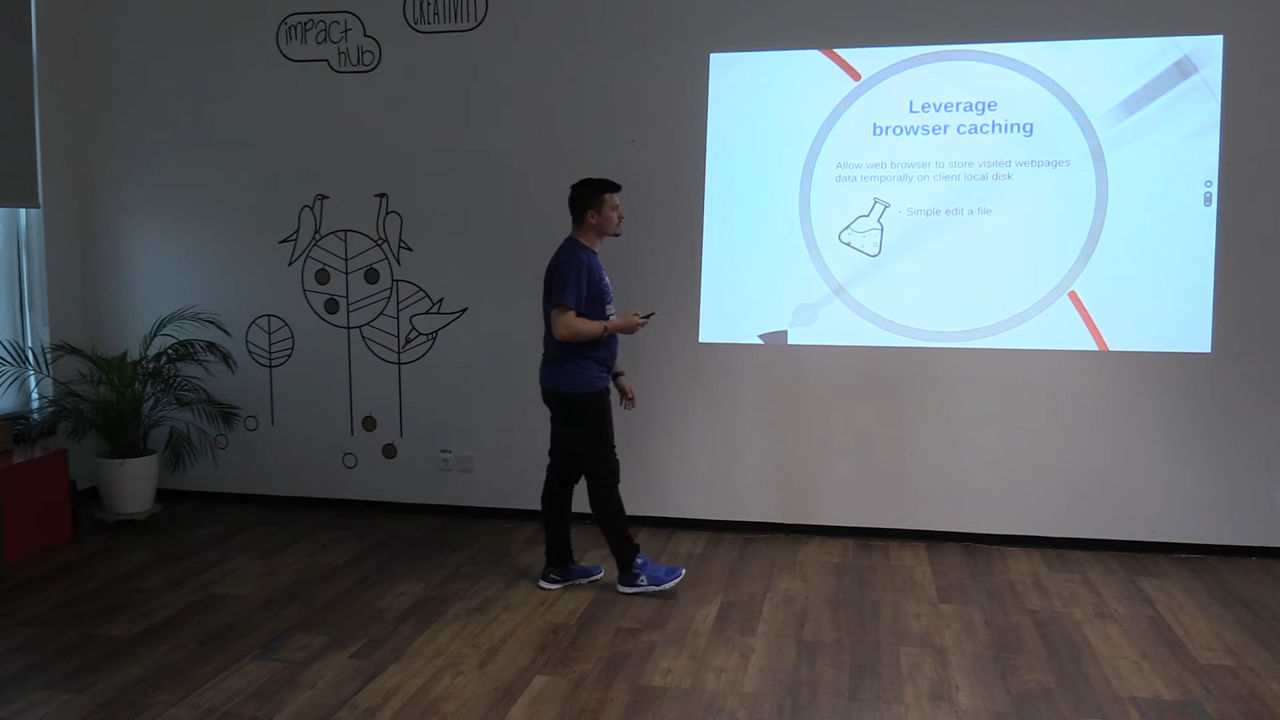 impact
hub
CREATIVITY
Leverage
browser caching
Allow web browser to store visited webpages
data temporally on client local disk.
- Simple edit a file